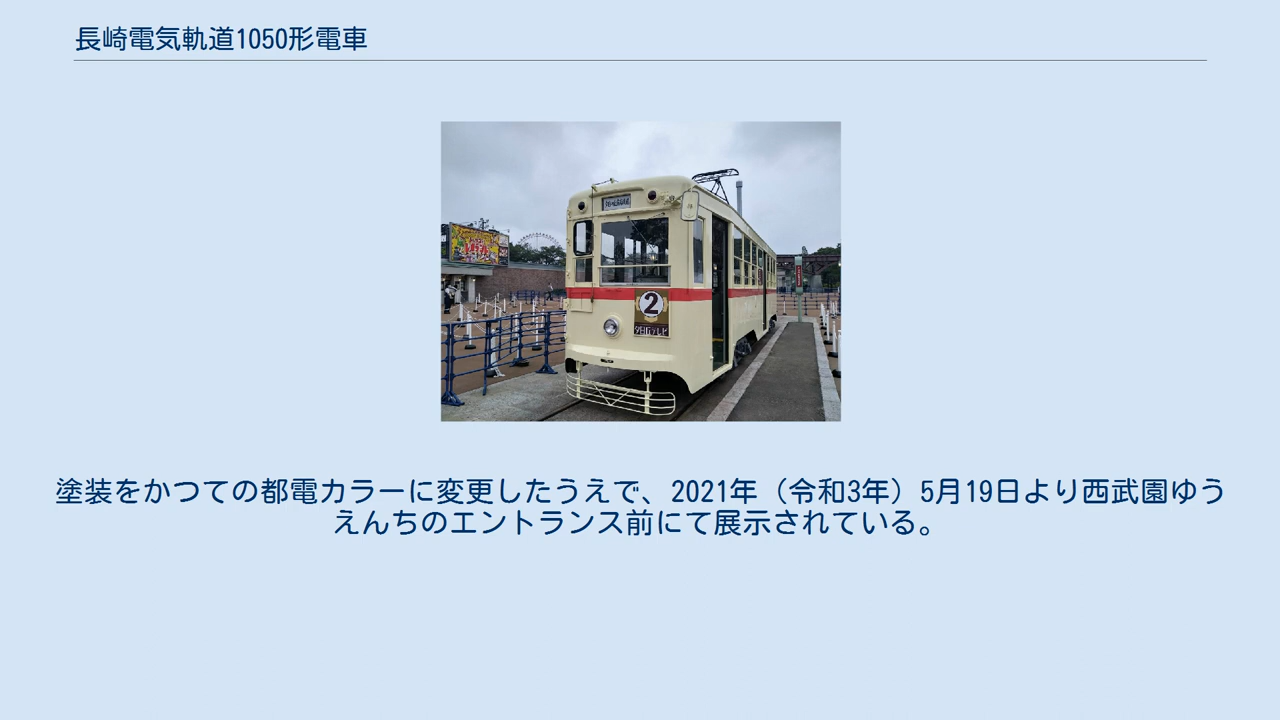 長崎電気軌道1050形電車
2
塗装をかつての都電カラーに変更したうえで、2021年（令和3年）5月19日より西武園ゆう
えんちのエントランス前にて展示されている。